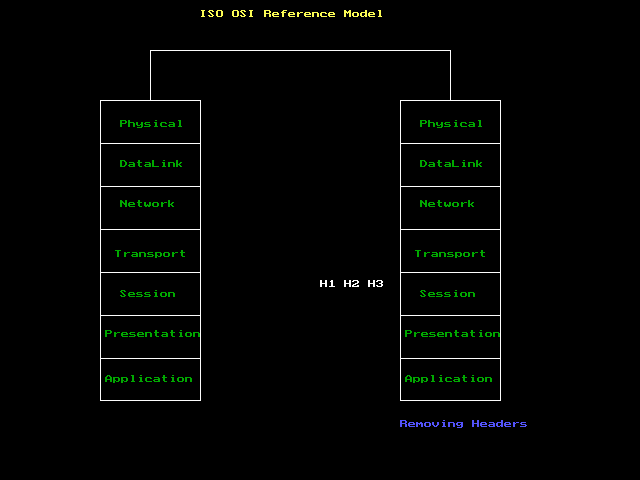 ISO OSI Reference Model
Physical
DataLink
Network
Transport
Session
Presentation
Application
H1 H2 H3
Physical
DataLink
Network
Transport
Session
Presentation
Application
Removing Headers